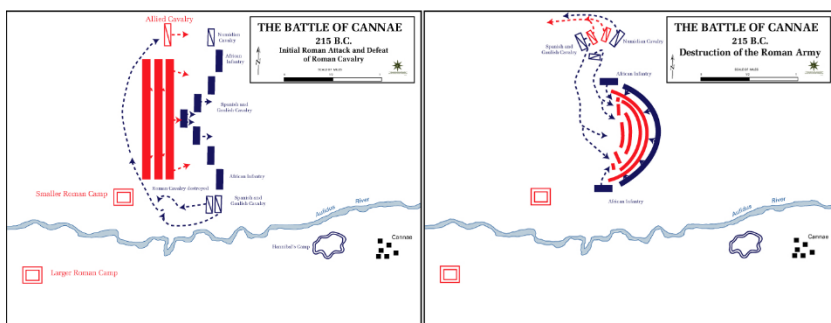 Allied Cavalry
THE BATTLE OF CANNAE
215 B.C.
Initial Roman Attack and Defeat
of Roman Cavalry
Numidian
Cavalry
African
Infantry
Spanish and
Gaulish Cavalry
African Infantry
Roman Cavalry destroyed
Spanish and
Gaulish Cavalry
Smaller Roman Camp
Aufidus River
Hannibal's Camp
Cannae
Larger Roman Camp
THE BATTLE OF CANNAE
215 B.C.
Destruction of the Roman Army
Spanish and
Gaulish Cavalry
Numidian Cavalry
African Infantry
African Infantry
Aufidus River
Hannibal's Camp
Cannae